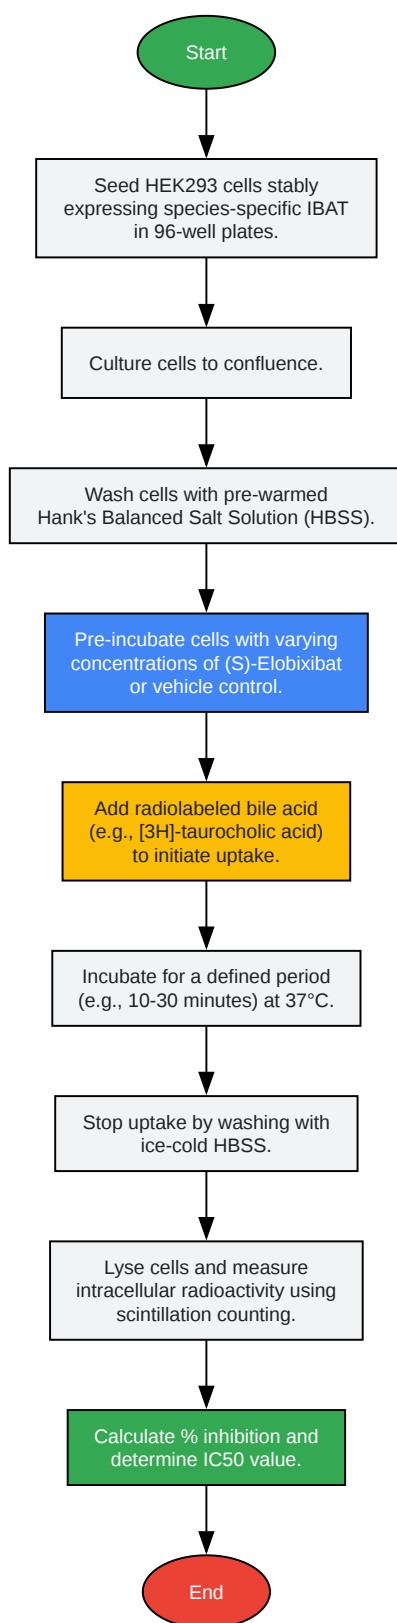 Start
Seed HEK293 cells stably
expressing species-specific IBAT
in 96-well plates.
Culture cells to confluence.
Wash cells with pre-warmed
Hank's Balanced Salt Solution (HBSS).
Pre-incubate cells with varying
concentrations of (S)-Elobixibat
or vehicle control.
Add radiolabeled bile acid
(e.g., [3H]-taurocholic acid)
to initiate uptake.
Incubate for a defined period
(e.g., 10-30 minutes) at 37°C.
Stop uptake by washing with
ice-cold HBSS.
Lyse cells and measure
intracellular radioactivity using
scintillation counting.
Calculate % inhibition and
determine IC50 value.
End